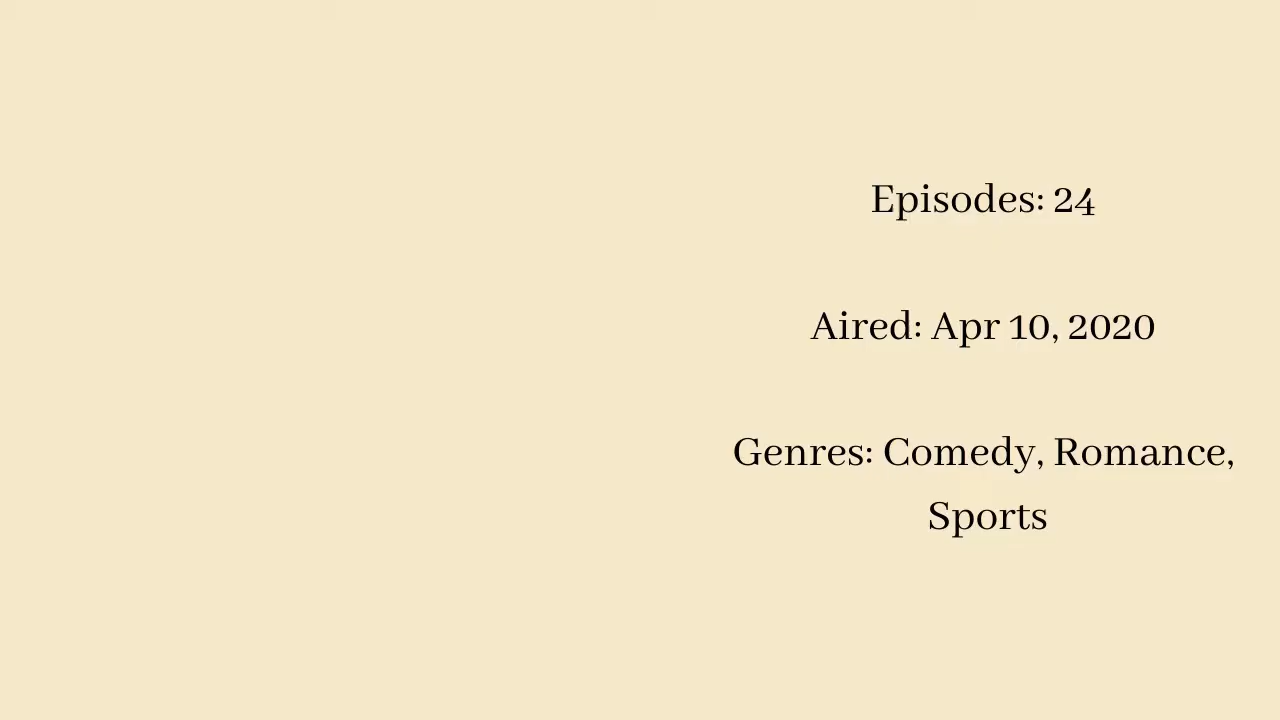 Episodes: 24
Aired: Apr 10, 2020
Genres: Comedy, Romance,
Sports